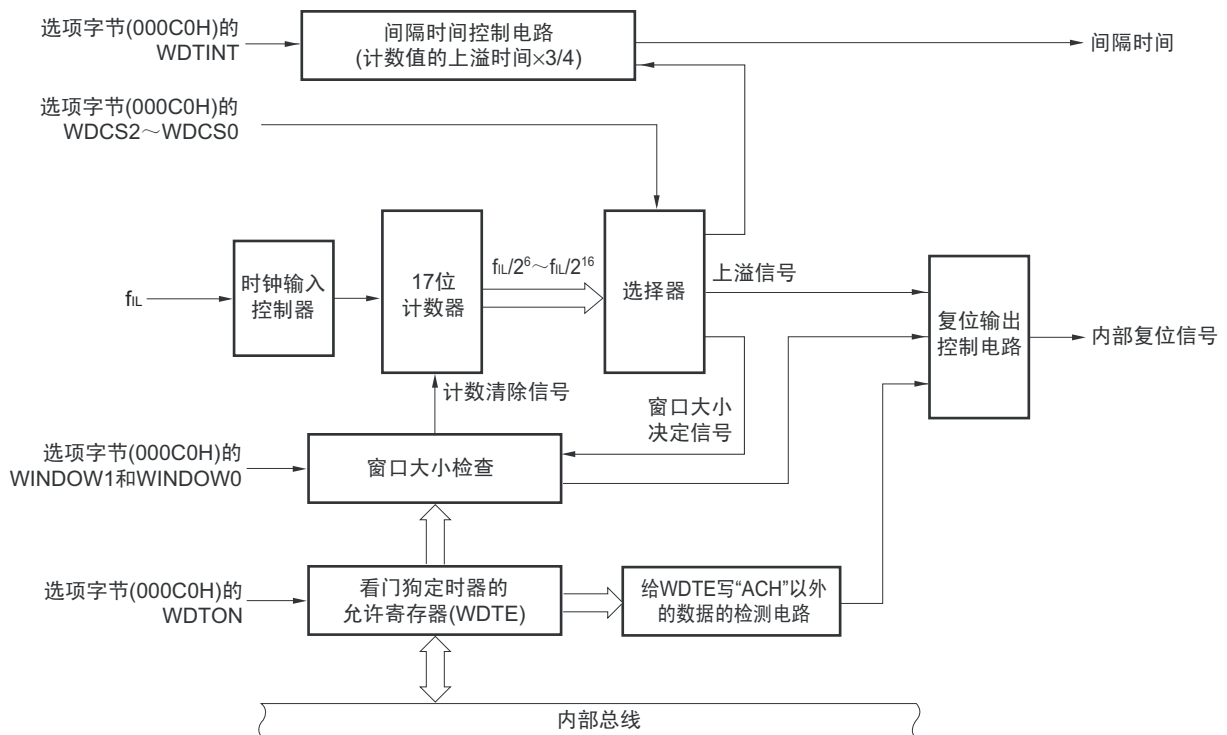 选项字节(000C0H)的
WDTINT
间隔时间控制电路
(计数值的上溢时间×3/4)
间隔时间
选项字节(000C0H)的
WDCS2～WDCS0
fIL
时钟输入
控制器
17位
计数器
fIL/2⁶～fIL/2¹⁶
选择器
上溢信号
复位输出
控制电路
内部复位信号
计数清除信号
窗口大小
决定信号
选项字节(000C0H)的
WINDOW1和WINDOW0
窗口大小检查
选项字节(000C0H)的
WDTON
看门狗定时器的
允许寄存器(WDTE)
给WDTE写“ACH”以外
的数据的检测电路
内部总线